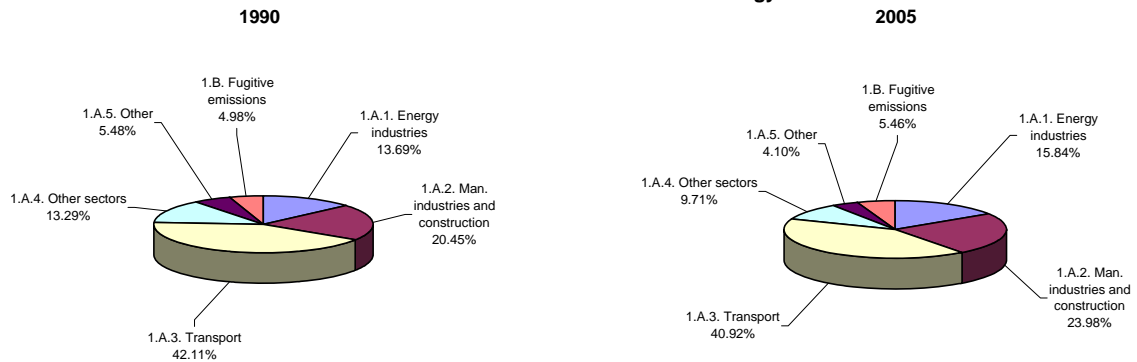 gy
1990
2005
1.B. Fugitive
emissions
4.98%
1.A.5. Other
5.48%
1.A.1. Energy
industries
13.69%
1.A.4. Other sectors
13.29%
1.A.2. Man.
industries and
construction
20.45%
1.A.3. Transport
42.11%
1.B. Fugitive
emissions
5.46%
1.A.5. Other
4.10%
1.A.1. Energy
industries
15.84%
1.A.4. Other sectors
9.71%
1.A.2. Man.
industries and
construction
23.98%
1.A.3. Transport
40.92%